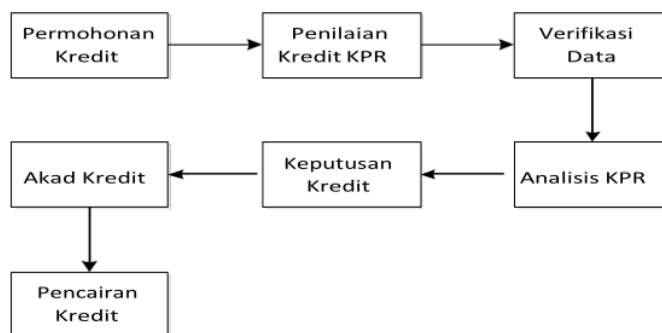 Permohonan
Kredit
Penilaian
Kredit KPR
Verifikasi
Data
Analisis KPR
Keputusan
Kredit
Akad Kredit
Pencairan
Kredit